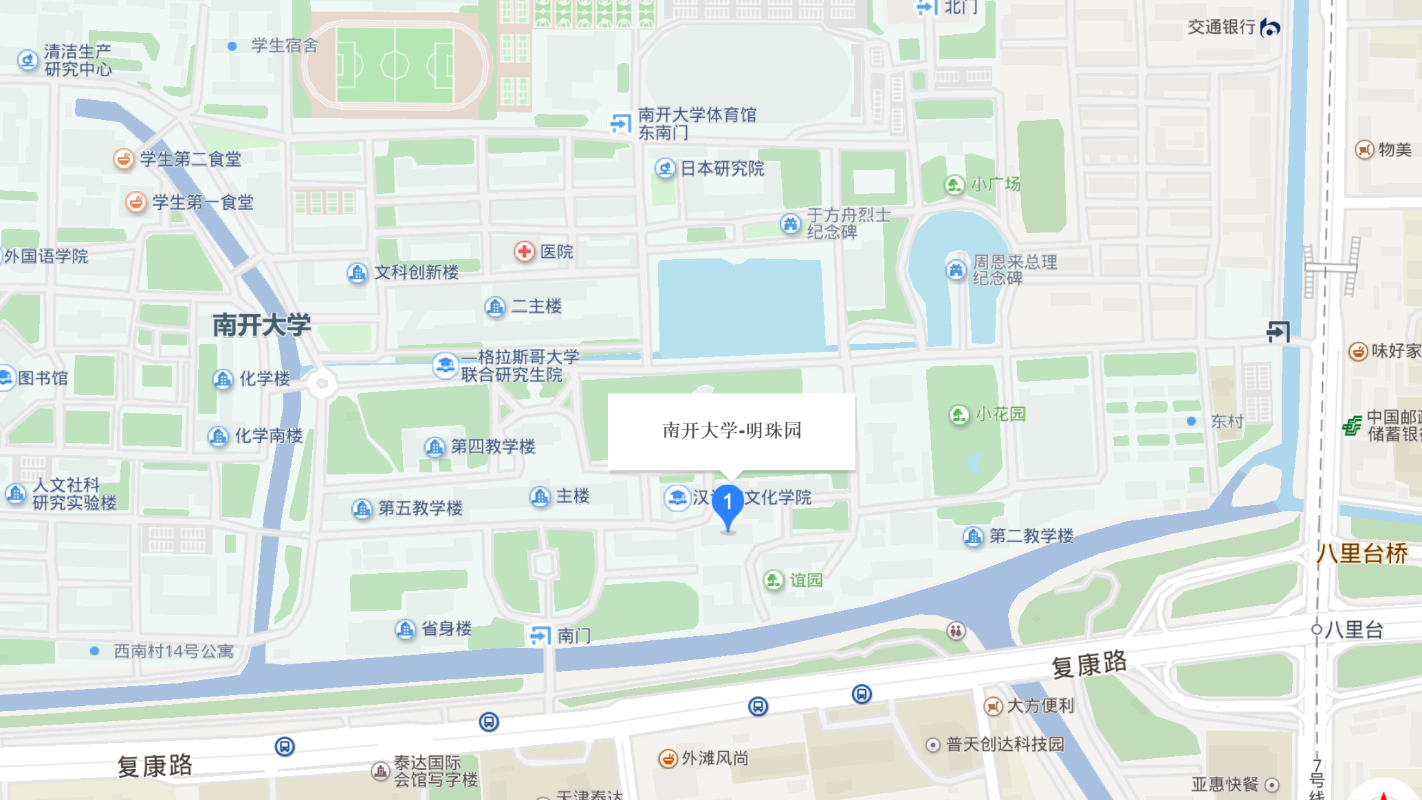 北门
交通银行
清洁生产
研究中心
学生宿舍
南开大学体育馆
东南门
物美
学生第二食堂
日本研究院
小广场
学生第一食堂
于方舟烈士
纪念碑
外国语学院
医院
文科创新楼
周恩来总理
纪念碑
二主楼
南开大学
味好家
—格拉斯哥大学
联合研究生院
图书馆
化学楼
小花园
东村
中国邮政
储蓄银行
南开大学-明珠园
化学南楼
第四教学楼
人文社科
研究实验楼
主楼
汉
文化学院
1
第五教学楼
第二教学楼
八里台桥
谊园
省身楼
南门
八里台
西南村14号公寓
复康路
大方便利
普天创达科技园
外滩风尚
复康路
泰达国际
会馆写字楼
7号线
亚惠快餐
天津泰达